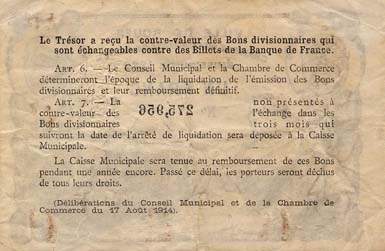 Le Trésor a reçu la contre-valeur des Bons divisionnaires qui
sont échangeables contre des Billets de la Banque de France.
ART. 6. — Le Conseil Municipal et la Chambre de Commerce
détermineront l'époque de la liquidation de l'émission des Bons
divisionnaires et leur remboursement définitif.
ART. 7. — La contre-valeur des Bons divisionnaires
275,956
non présentés à l'échange dans les trois mois qui
suivront la date de l'arrêté de liquidation sera déposée à la Caisse
Municipale.
La Caisse Municipale sera tenue au remboursement de ces Bons
pendant une année encore. Passé ce délai, les porteurs seront déchus
de tous leurs droits.
(Délibérations du Conseil Municipal et de la Chambre de
Commerce du 17 Août 1914).